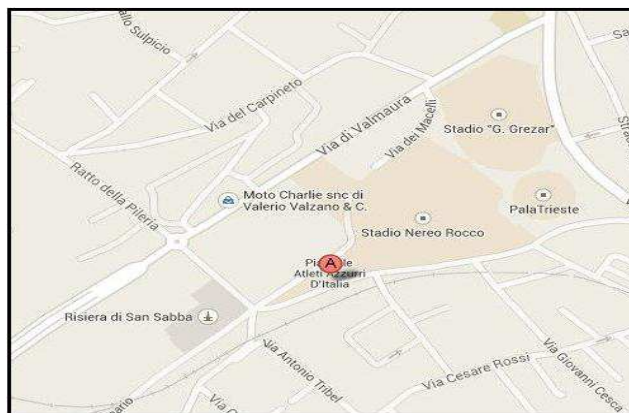 Sulpicio
Sa
Via del Carpineto
Via di Valmaura
Via dei Macelli
Stadio "G. Grezar"
Ratto della Pileria
Moto Charlie snc di
Valerio Valzano & C.
PalaTrieste
Stadio Nereo Rocco
A
Atleti Azzurri
D'Italia
Risiera di San Sabba
Via Antonio Tribel
Via Cesare Rossi
Via Giovanni Cescu